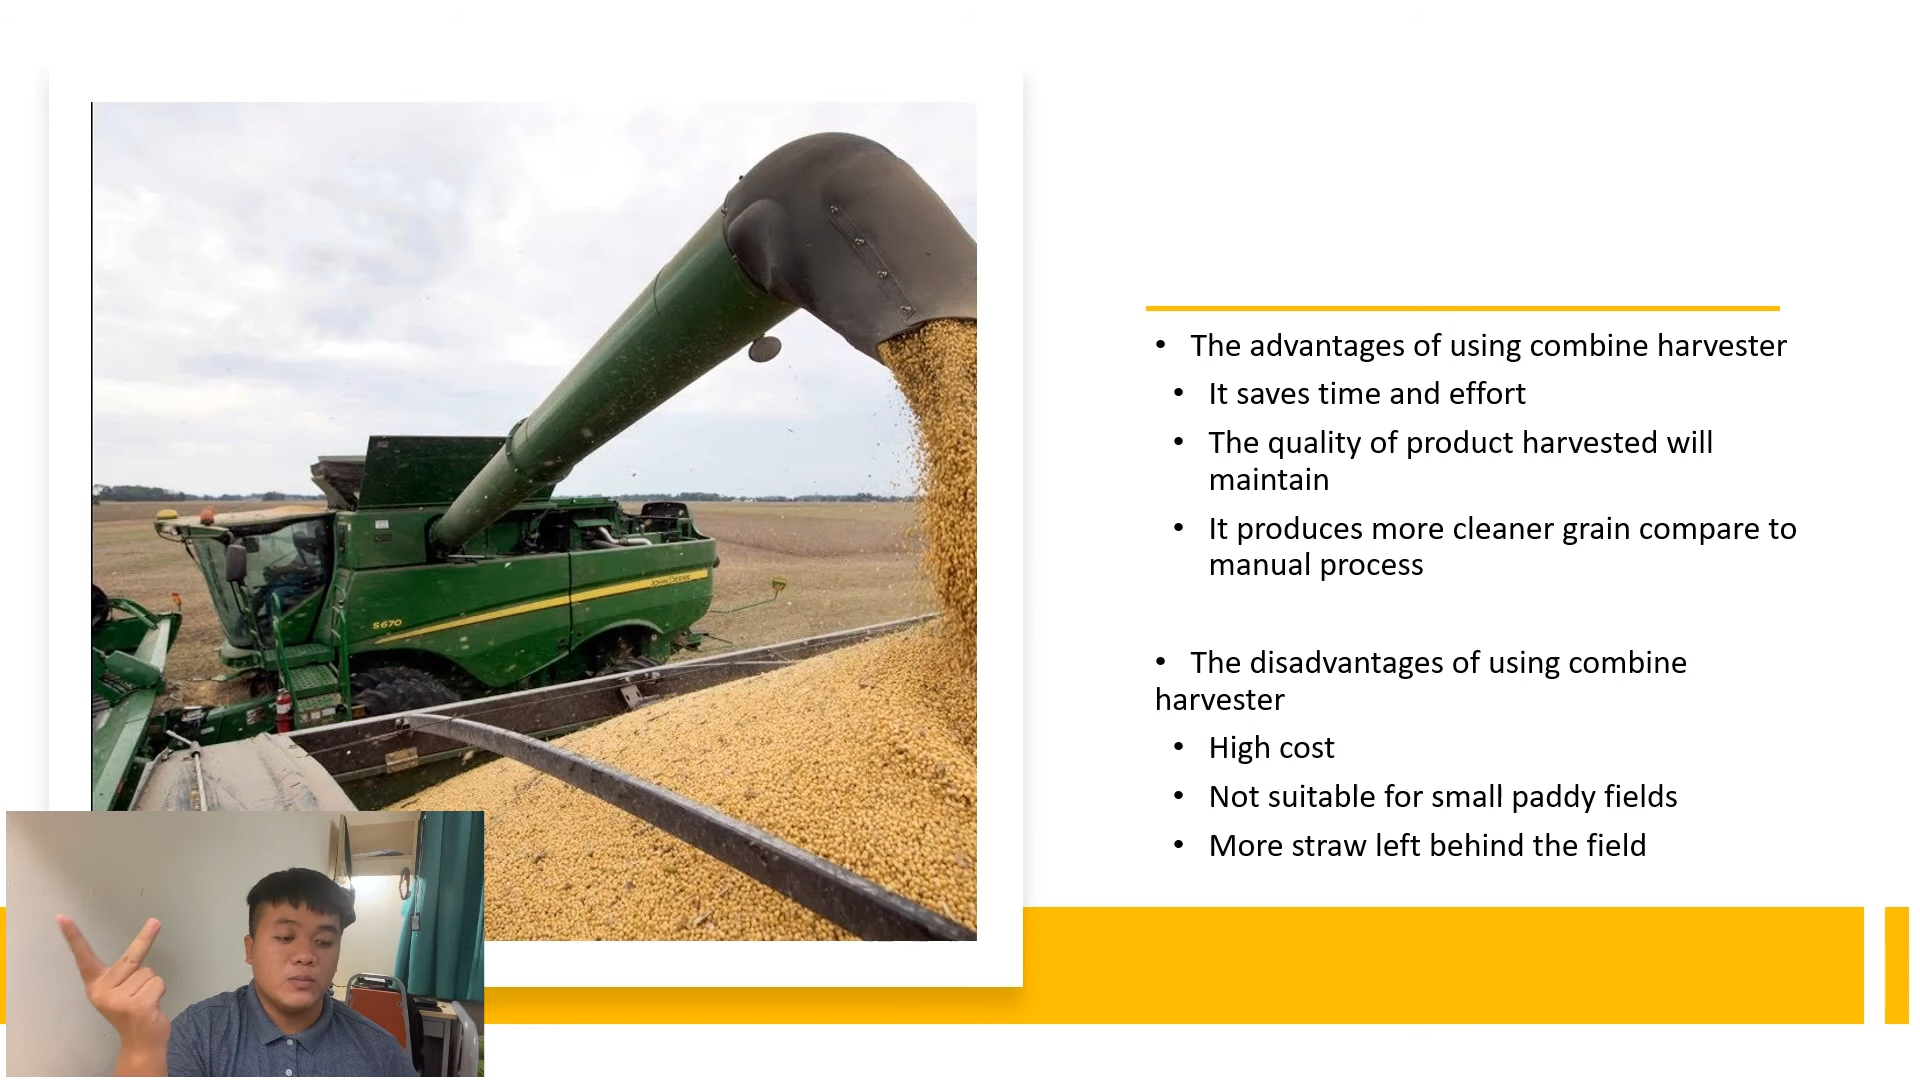 JOHN DEERE
S670
• The advantages of using combine harvester
• It saves time and effort
• The quality of product harvested will
maintain
• It produces more cleaner grain compare to
manual process
• The disadvantages of using combine
harvester
• High cost
• Not suitable for small paddy fields
• More straw left behind the field